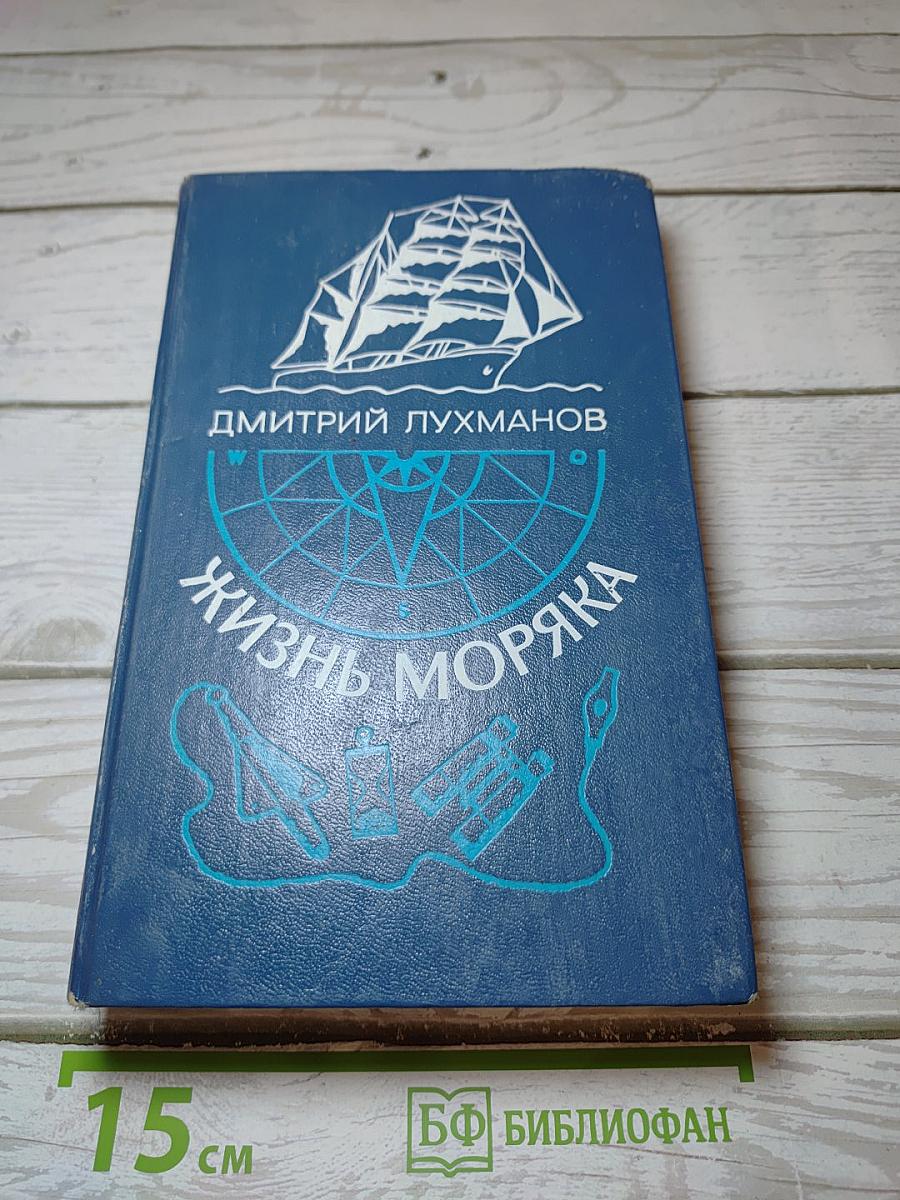 ДМИТРИЙ ЛУХМАНОВ
W O
S
ЖИЗНЬ МОРЯКА
15 см
БФ БИБЛИОФАН